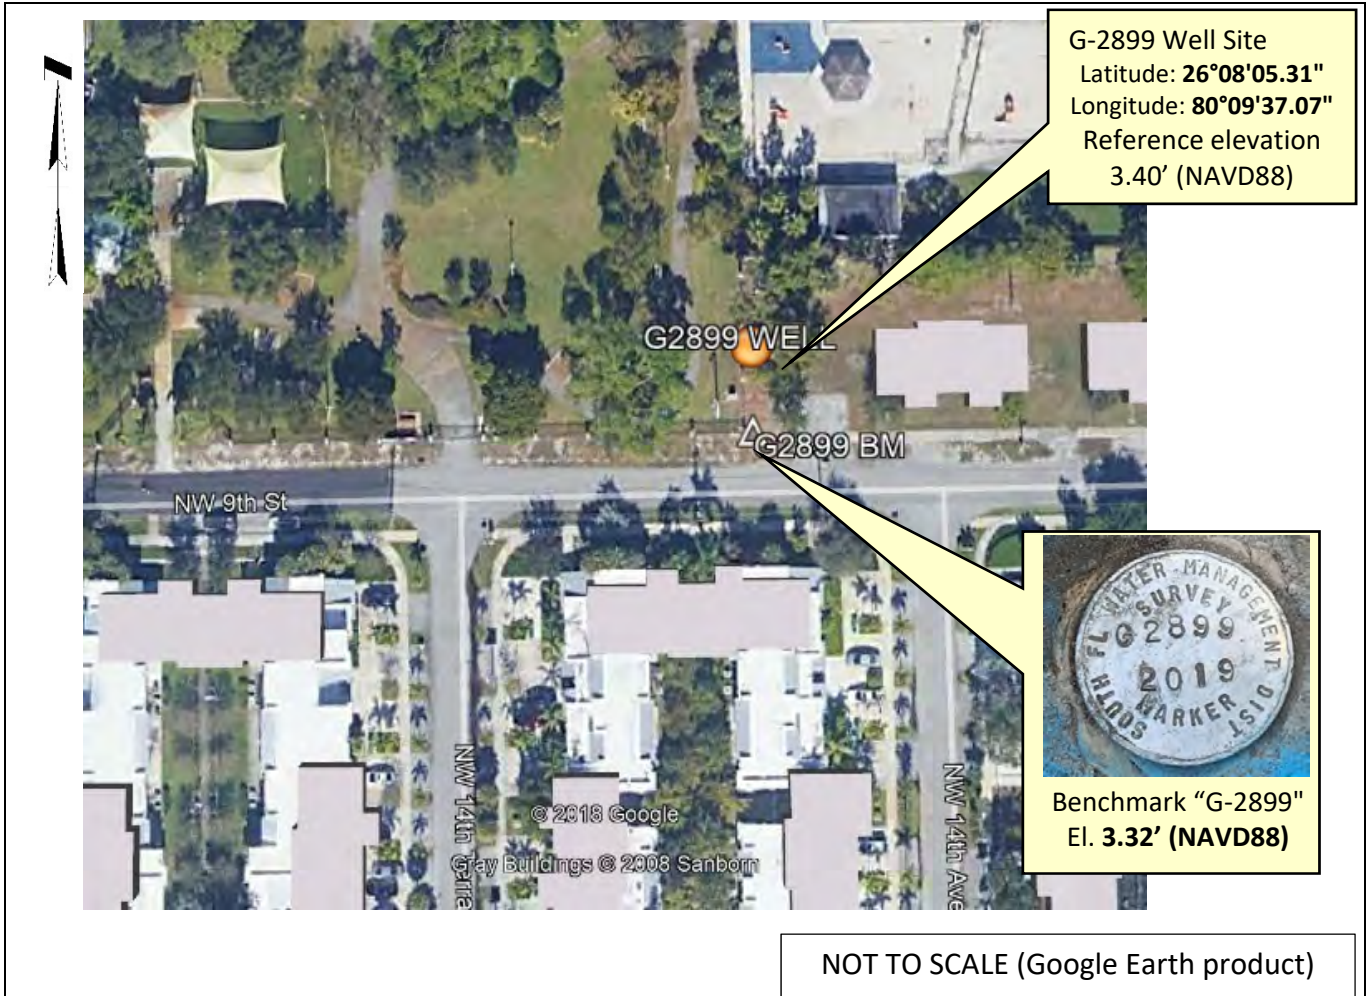 G-2899 Well Site
Latitude: 26°08'05.31"
Longitude: 80°09'37.07"
Reference elevation
3.40’ (NAVD88)
G2899 WELL
G2899 BM
NW 9th St
SOUTH FL WATER MANAGEMENT DIST
SURVEY
G2899
2019
MARKER
Benchmark “G-2899"
El. 3.32’ (NAVD88)
NW 14th Terra
NW 14th Ave
© 2018 Google
Gray Buildings © 2008 Sanborn
NOT TO SCALE (Google Earth product)